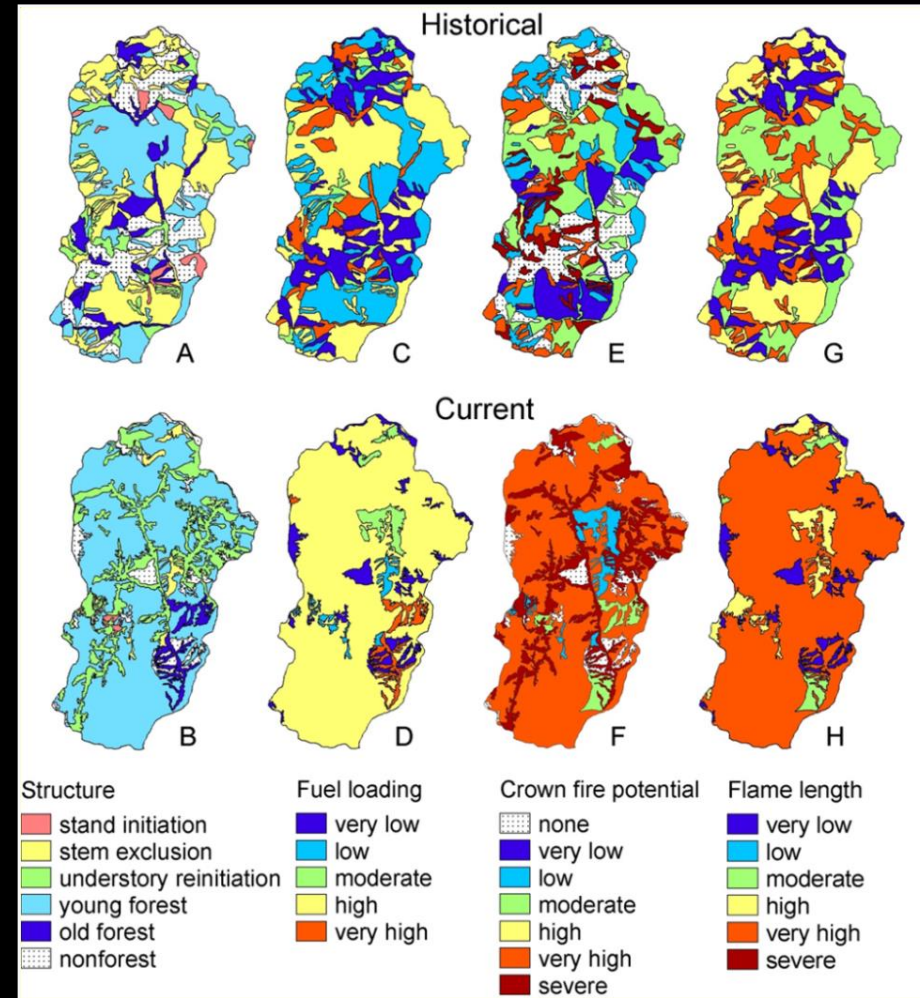 Historical
A
C
E
G
Current
B
D
F
H
Structure
stand initiation
stem exclusion
understory reinitiation
young forest
old forest
nonforest
Fuel loading
very low
low
moderate
high
very high
Crown fire potential
none
very low
low
moderate
high
very high
severe
Flame length
very low
low
moderate
high
very high
severe